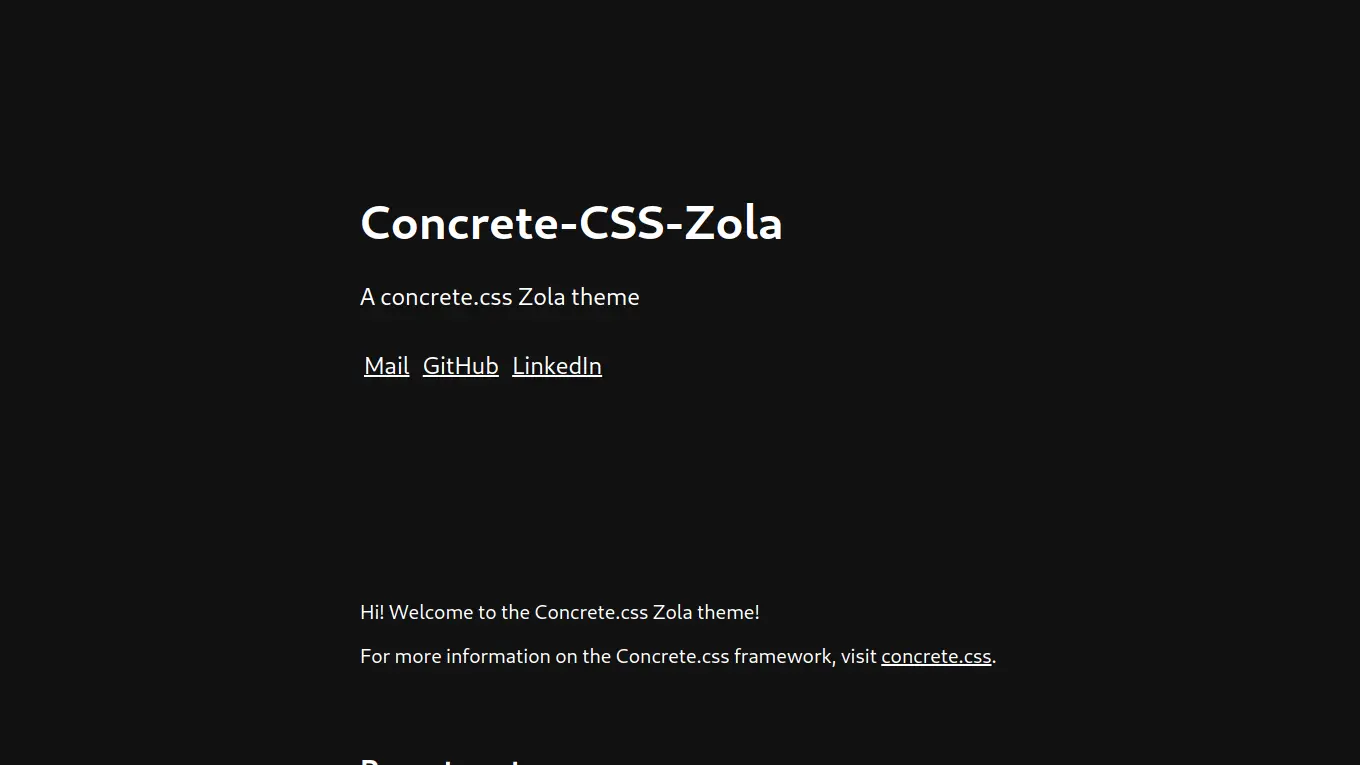 Concrete-CSS-Zola
A concrete.css Zola theme
Mail GitHub LinkedIn
Hi! Welcome to the Concrete.css Zola theme!
For more information on the Concrete.css framework, visit concrete.css.